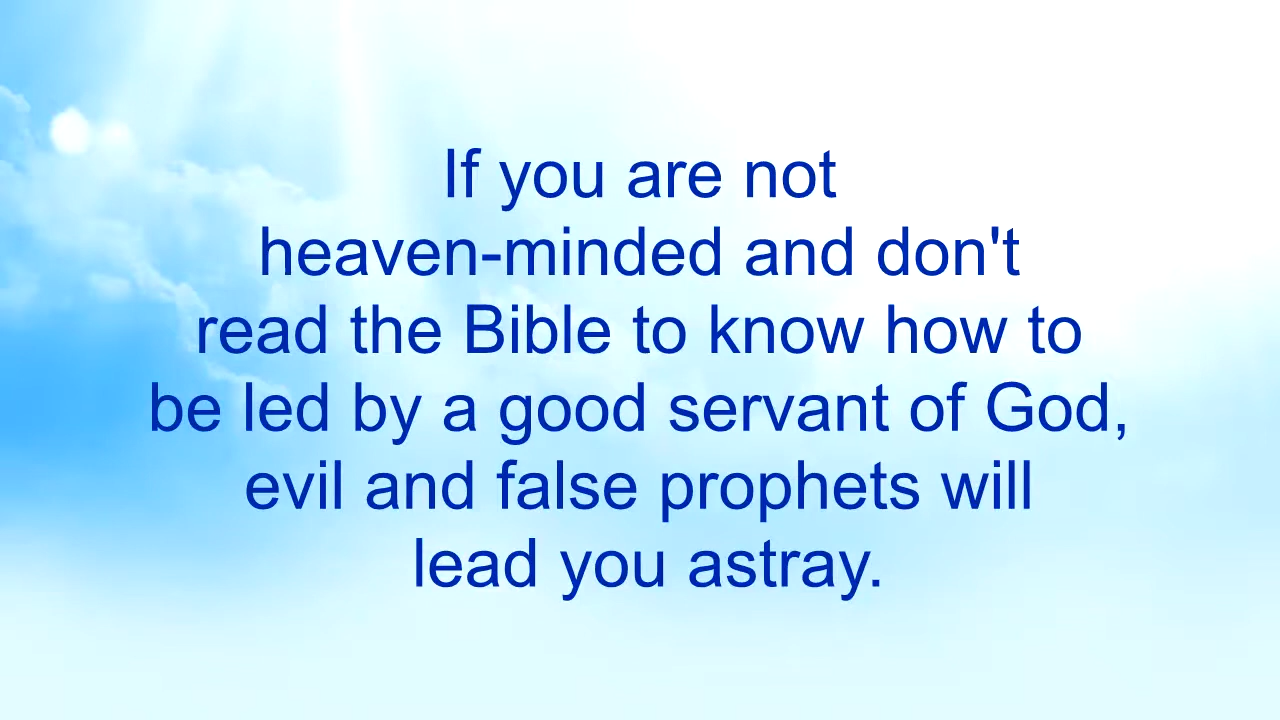 If you are not
heaven-minded and don't
read the Bible to know how to
be led by a good servant of God,
evil and false prophets will
lead you astray.